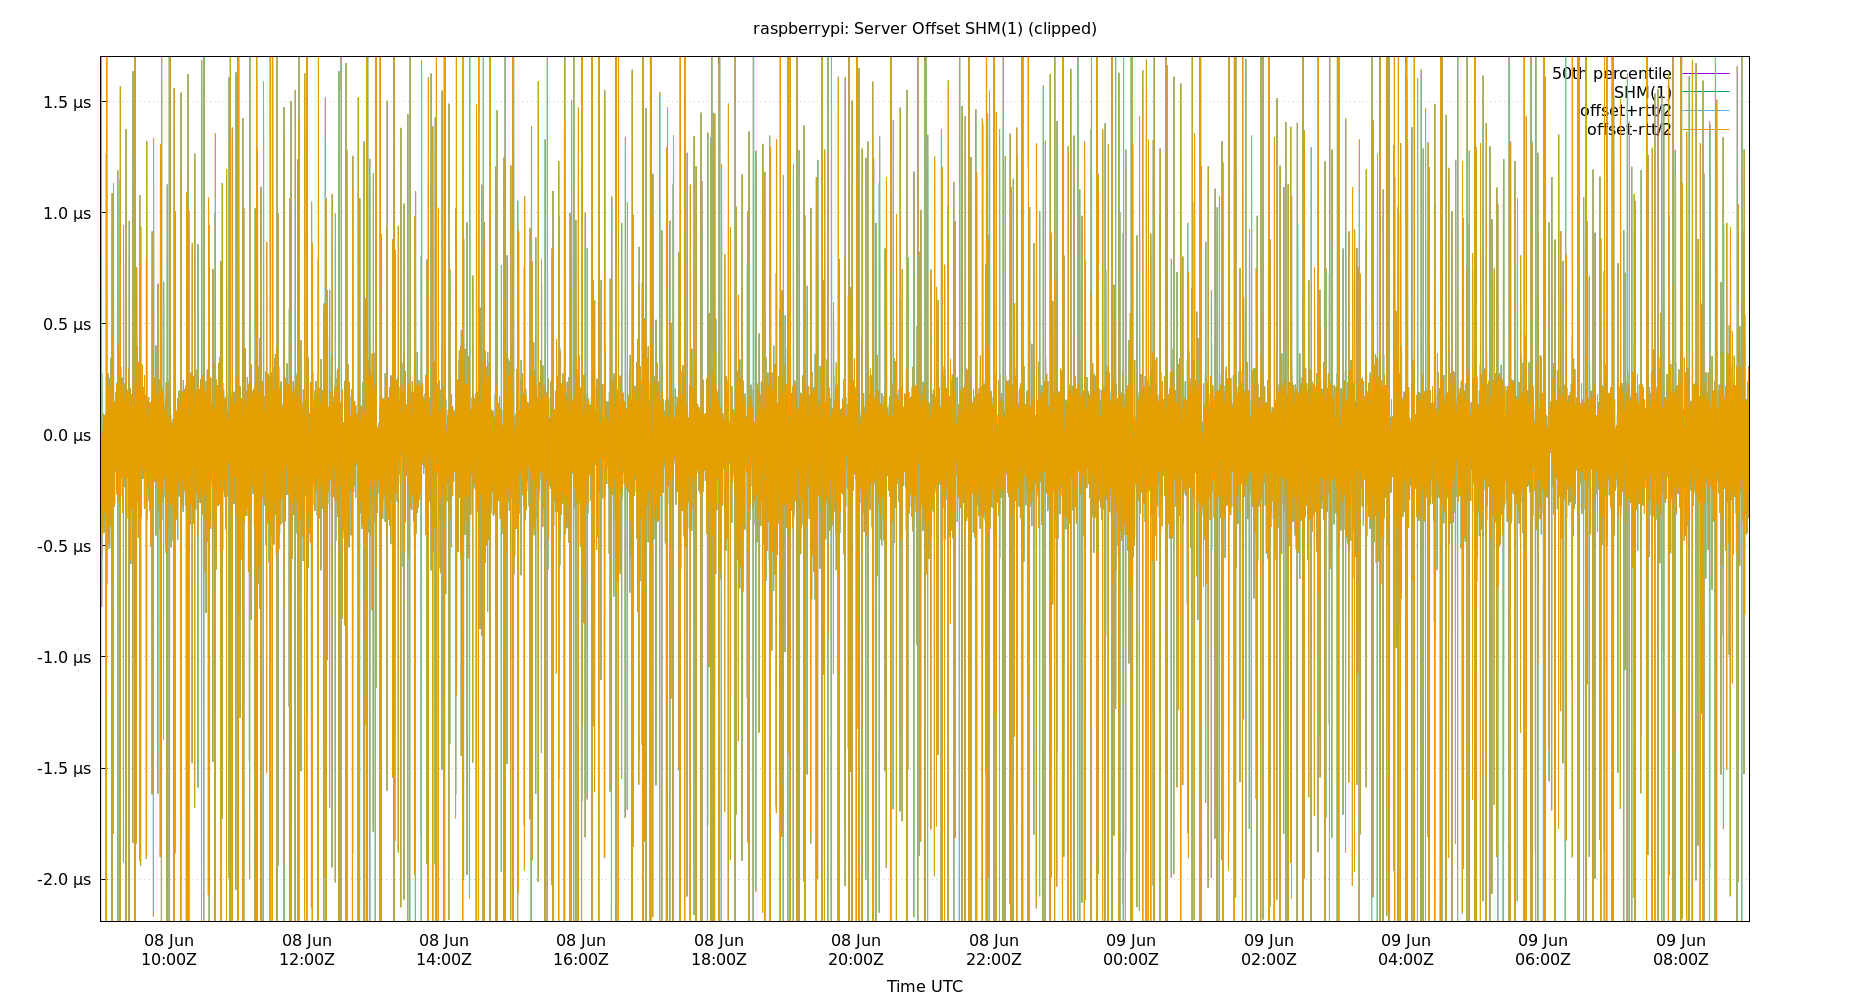 raspberrypi: Server Offset SHM(1) (clipped)
50th percentile
SHM(1)
offset+rtt/2
offset-rtt/2
1.5 µs
1.0 µs
0.5 µs
0.0 µs
-0.5 µs
-1.0 µs
-1.5 µs
-2.0 µs
08 Jun 08 Jun 08 Jun 08 Jun 08 Jun 08 Jun 08 Jun 09 Jun 09 Jun 09 Jun 09 Jun 09 Jun
10:00Z 12:00Z 14:00Z 16:00Z 18:00Z 20:00Z 22:00Z 00:00Z 02:00Z 04:00Z 06:00Z 08:00Z
Time UTC